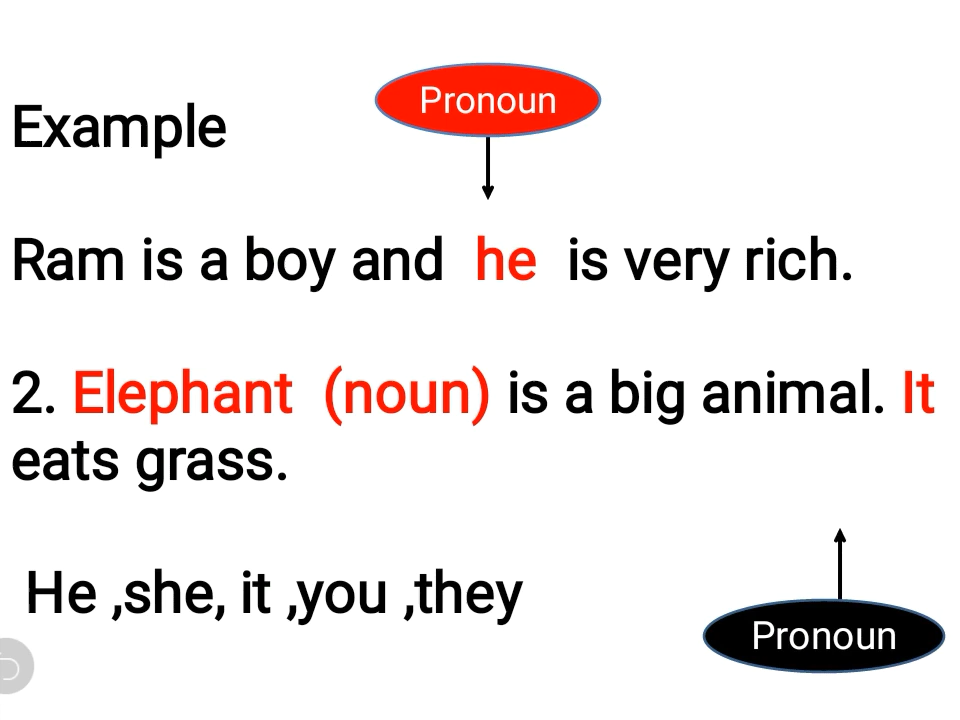 Pronoun
Example
Ram is a boy and he is very rich.
2. Elephant (noun) is a big animal. It
eats grass.
He ,she, it ,you ,they
Pronoun